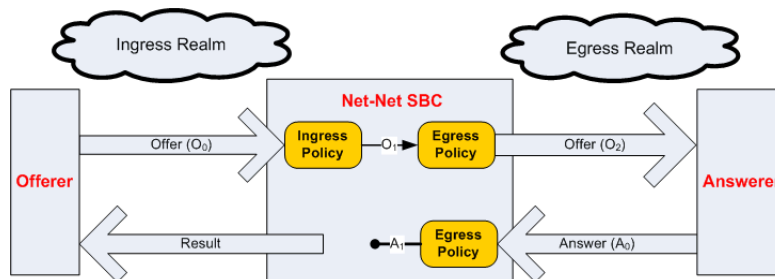 Ingress Realm
Egress Realm
Net-Net SBC
Offerer
Offer (O₀)
Ingress
Policy
O₁
Egress
Policy
Offer (O₂)
Answerer
Result
A₁
Egress
Policy
Answer (A₀)